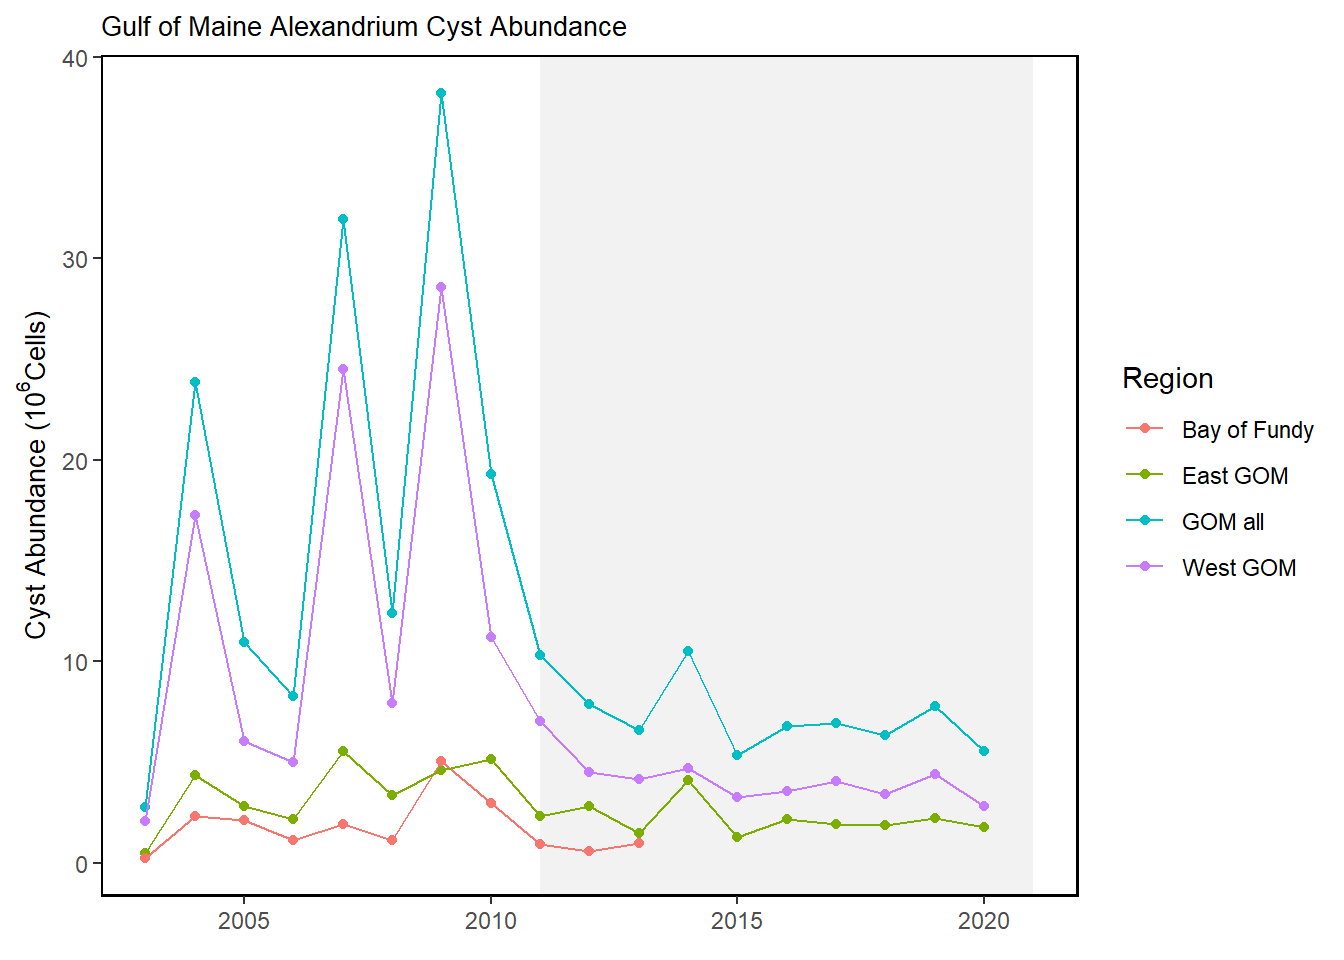 Gulf of Maine Alexandrium Cyst Abundance
40
30
20
10
0
Cyst Abundance (10⁶Cells)
2005
2010
2015
2020
Region
Bay of Fundy
East GOM
GOM all
West GOM